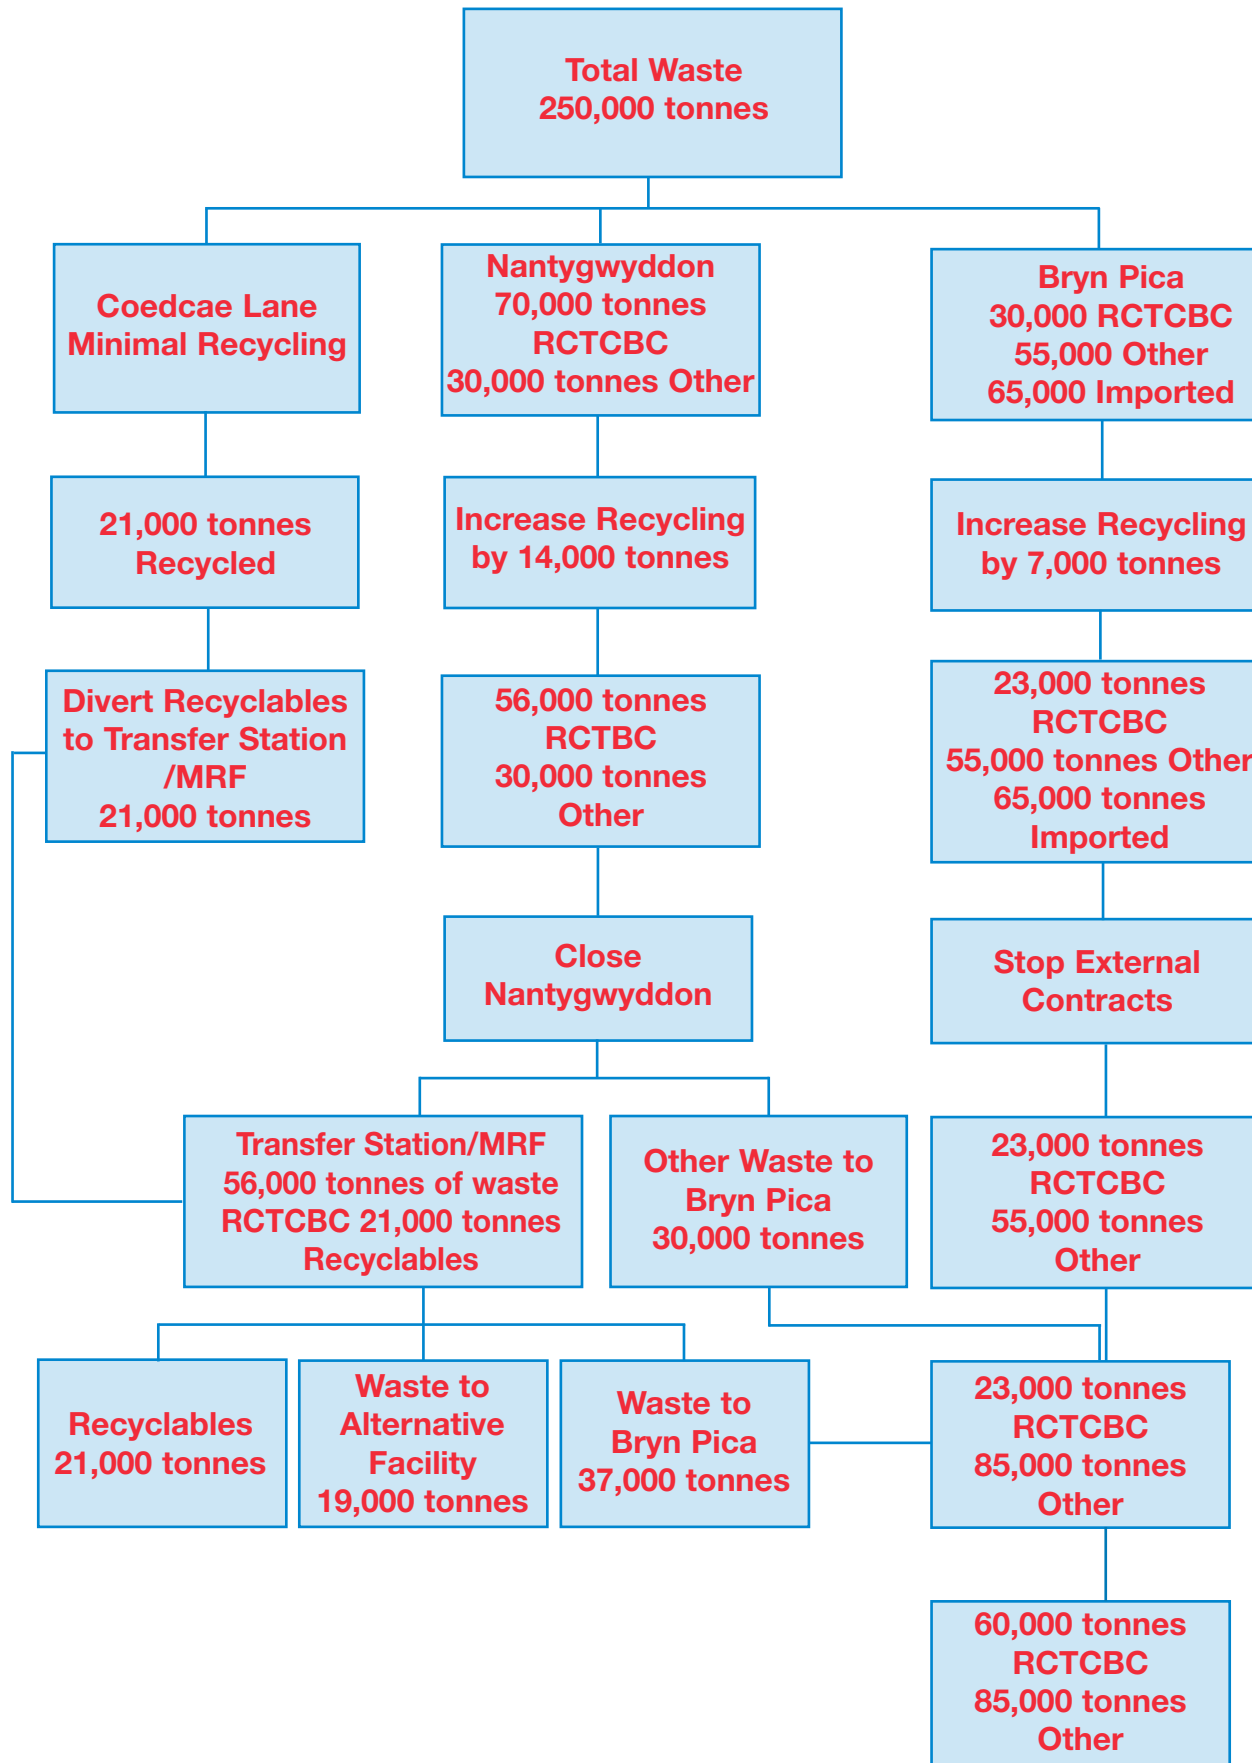 Total Waste
250,000 tonnes
Coedcae Lane
Minimal Recycling
Nantygwyddon
70,000 tonnes
RCTCBC
30,000 tonnes Other
Bryn Pica
30,000 RCTCBC
55,000 Other
65,000 Imported
21,000 tonnes
Recycled
Increase Recycling
by 14,000 tonnes
Increase Recycling
by 7,000 tonnes
Divert Recyclables
to Transfer Station
/MRF
21,000 tonnes
56,000 tonnes
RCTBC
30,000 tonnes
Other
23,000 tonnes
RCTCBC
55,000 tonnes Other
65,000 tonnes
Imported
Close
Nantygwyddon
Stop External
Contracts
Transfer Station/MRF
56,000 tonnes of waste
RCTCBC 21,000 tonnes
Recyclables
Other Waste to
Bryn Pica
30,000 tonnes
23,000 tonnes
RCTCBC
55,000 tonnes
Other
Recyclables
21,000 tonnes
Waste to
Alternative
Facility
19,000 tonnes
Waste to
Bryn Pica
37,000 tonnes
23,000 tonnes
RCTCBC
85,000 tonnes
Other
60,000 tonnes
RCTCBC
85,000 tonnes
Other